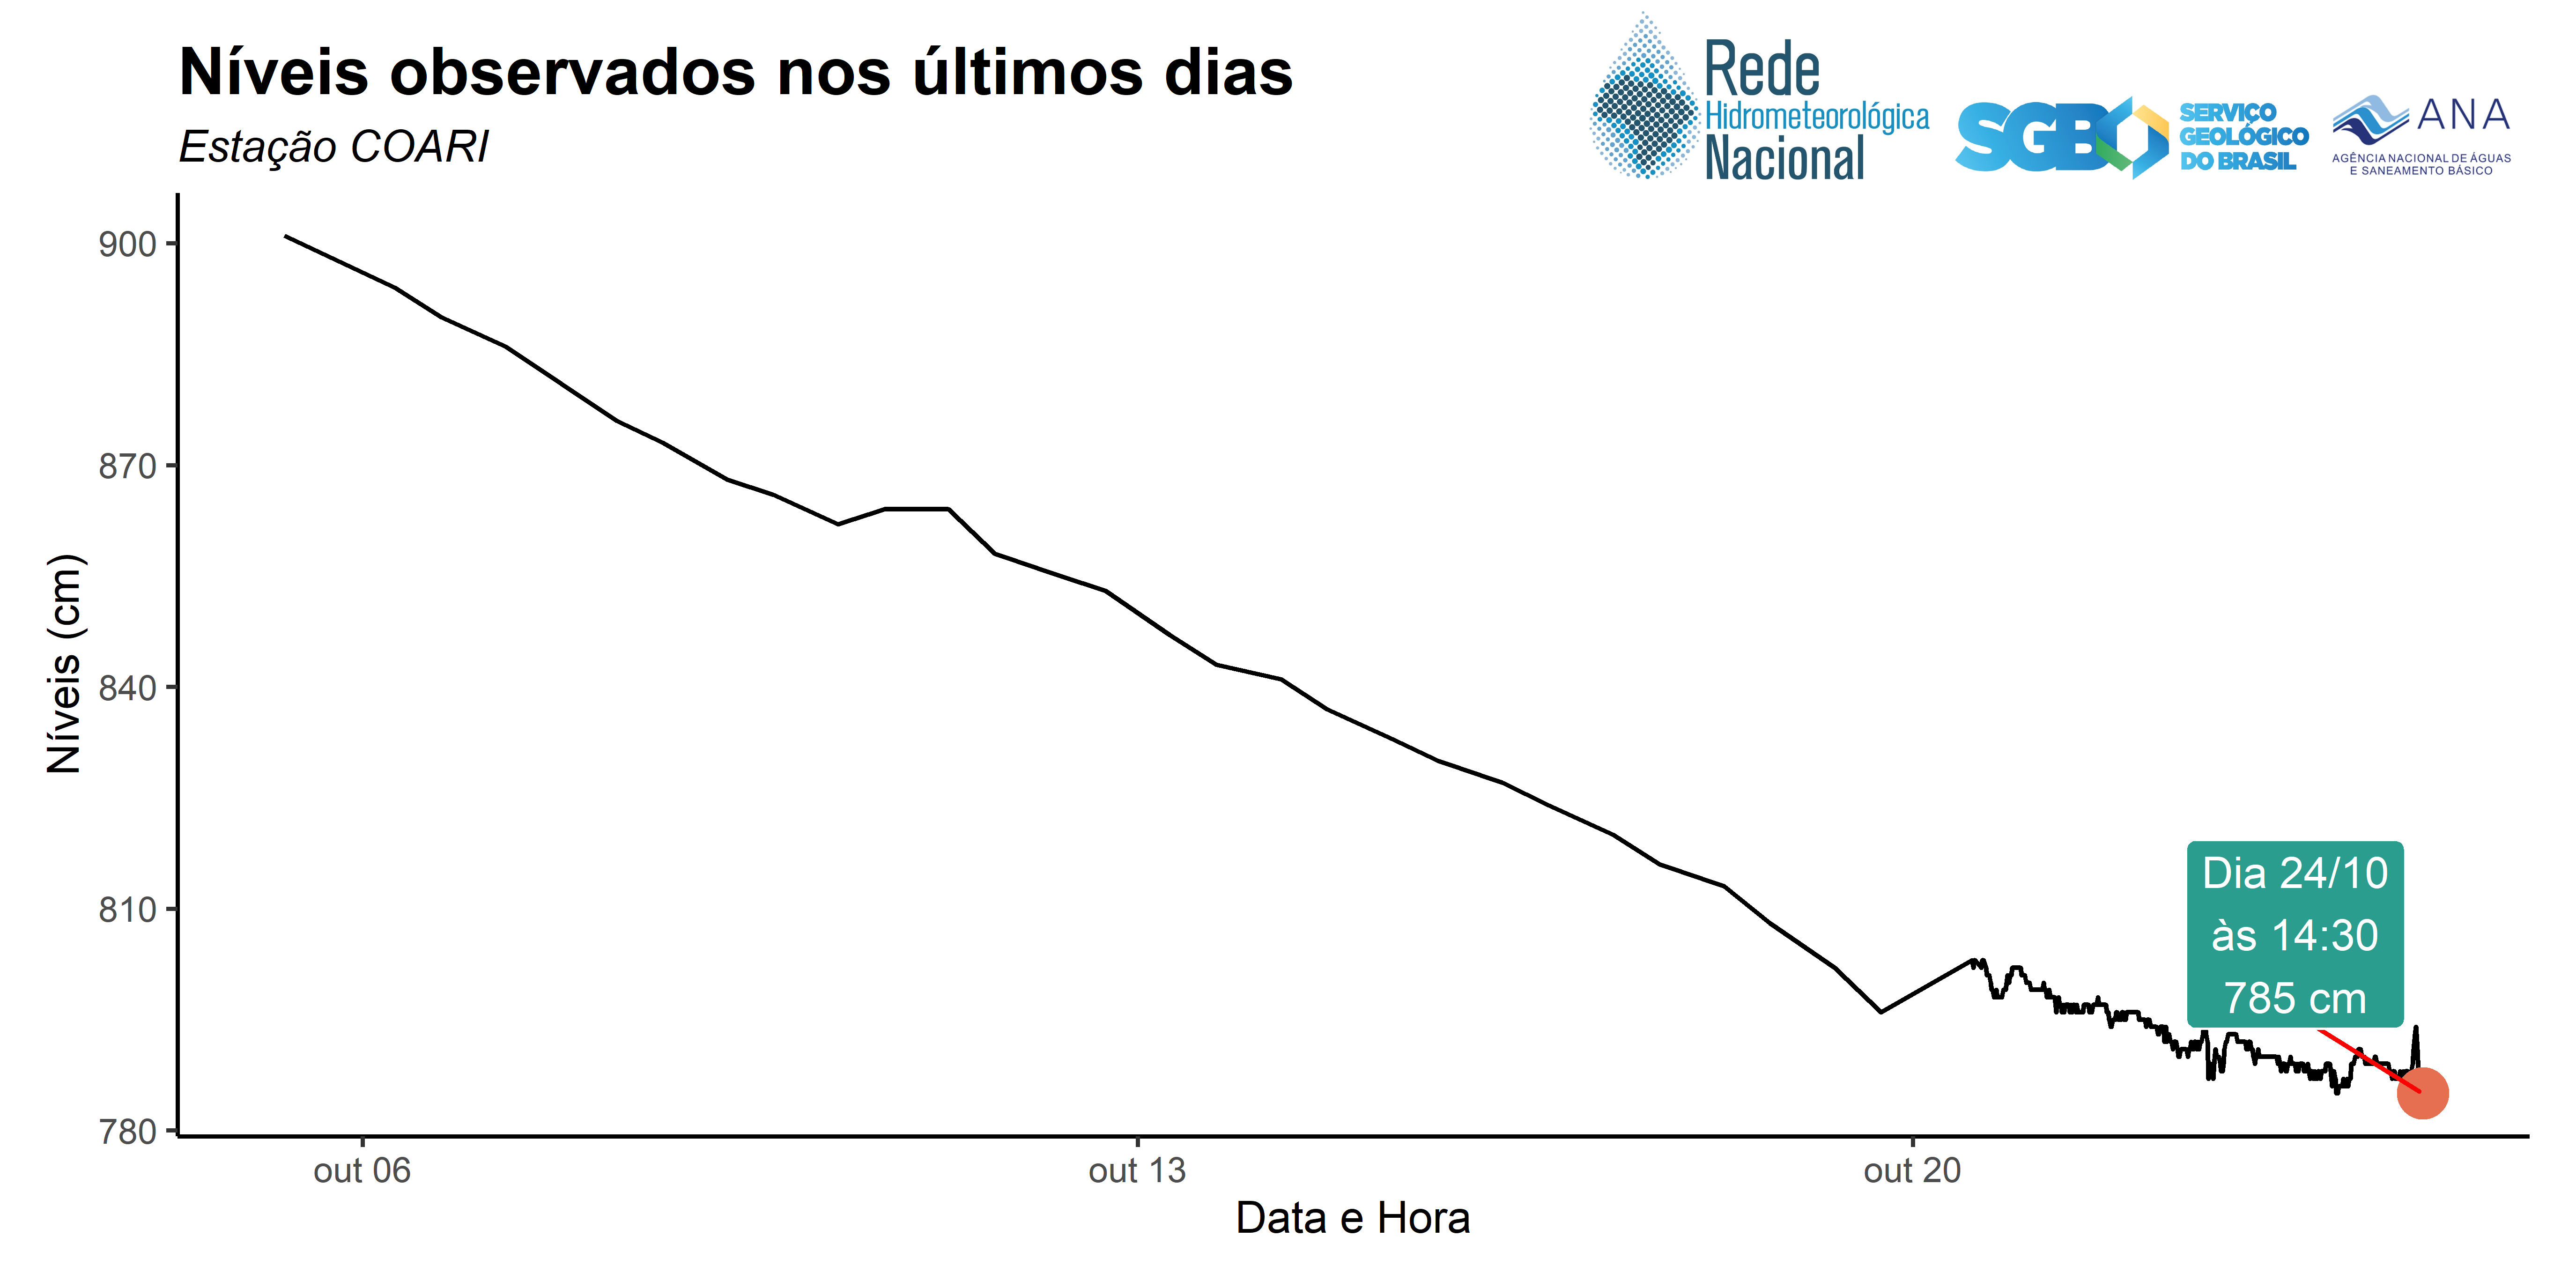 Níveis observados nos últimos dias
Estação COARI
Rede
Hidrometeorológica
Nacional
SGB
SERVIÇO
GEOLÓGICO
DO BRASIL
ANA
AGÊNCIA NACIONAL DE ÁGUAS
E SANEAMENTO BÁSICO
Níveis (cm)
900
870
840
810
780
Dia 24/10
às 14:30
785 cm
out 06
out 13
out 20
Data e Hora